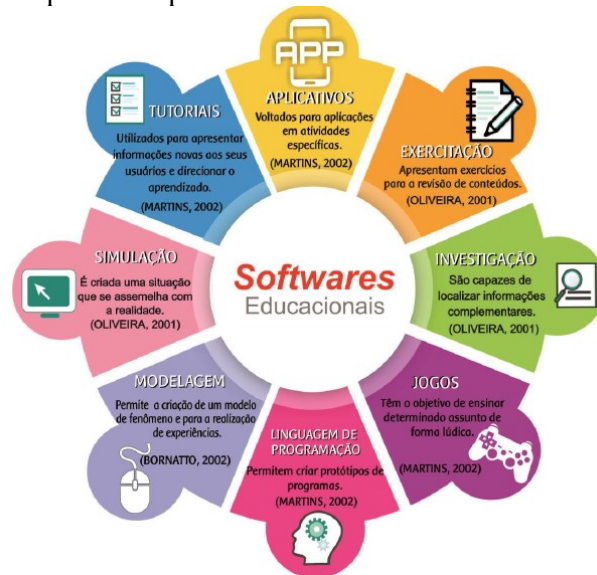 APP
APLICATIVOS
Voltados para aplicações
em atividades
específicas.
(MARTINS, 2002)
EXERCITAÇÃO
Apresentam exercícios
para a revisão de conteúdos.
(OLIVEIRA, 2001)
INVESTIGAÇÃO
São capazes de
localizar informações
complementares.
(OLIVEIRA, 2001)
JOGOS
Têm o objetivo de ensinar
determinado assunto de
forma lúdica.
(MARTINS, 2002)
LINGUAGEM DE
PROGRAMAÇÃO
Permitem criar protótipos de
programas.
(MARTINS, 2002)
MODELAGEM
Permite a criação de um modelo
de fenômeno e para a realização
de experiências.
(BORNATTO, 2002)
SIMULAÇÃO
É criada uma situação
que se assemelha com
a realidade.
(OLIVEIRA, 2001)
TUTORIAIS
Utilizados para apresentar
informações novas aos seus
usuários e direcionar o
aprendizado.
(MARTINS, 2002)
Softwares
Educacionais